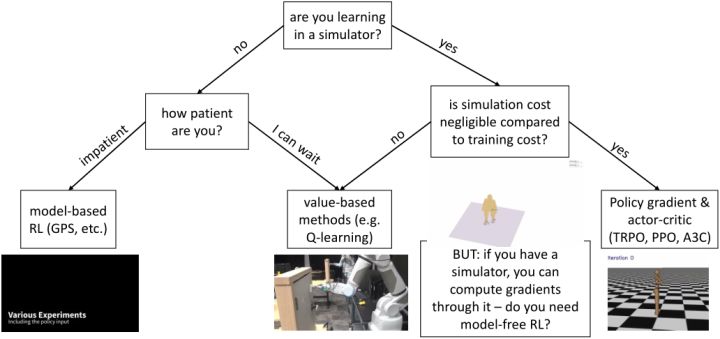 are you learning
in a simulator?
no
yes
how patient
are you?
is simulation cost
negligible compared
to training cost?
impatient
I can wait
no
yes
model-based
RL (GPS, etc.)
value-based
methods (e.g.
Q-learning)
Policy gradient &
actor-critic
(TRPO, PPO, A3C)
BUT: if you have a
simulator, you can
compute gradients
through it – do you need
model-free RL?
Iteration 0
Various Experiments
Including the policy input